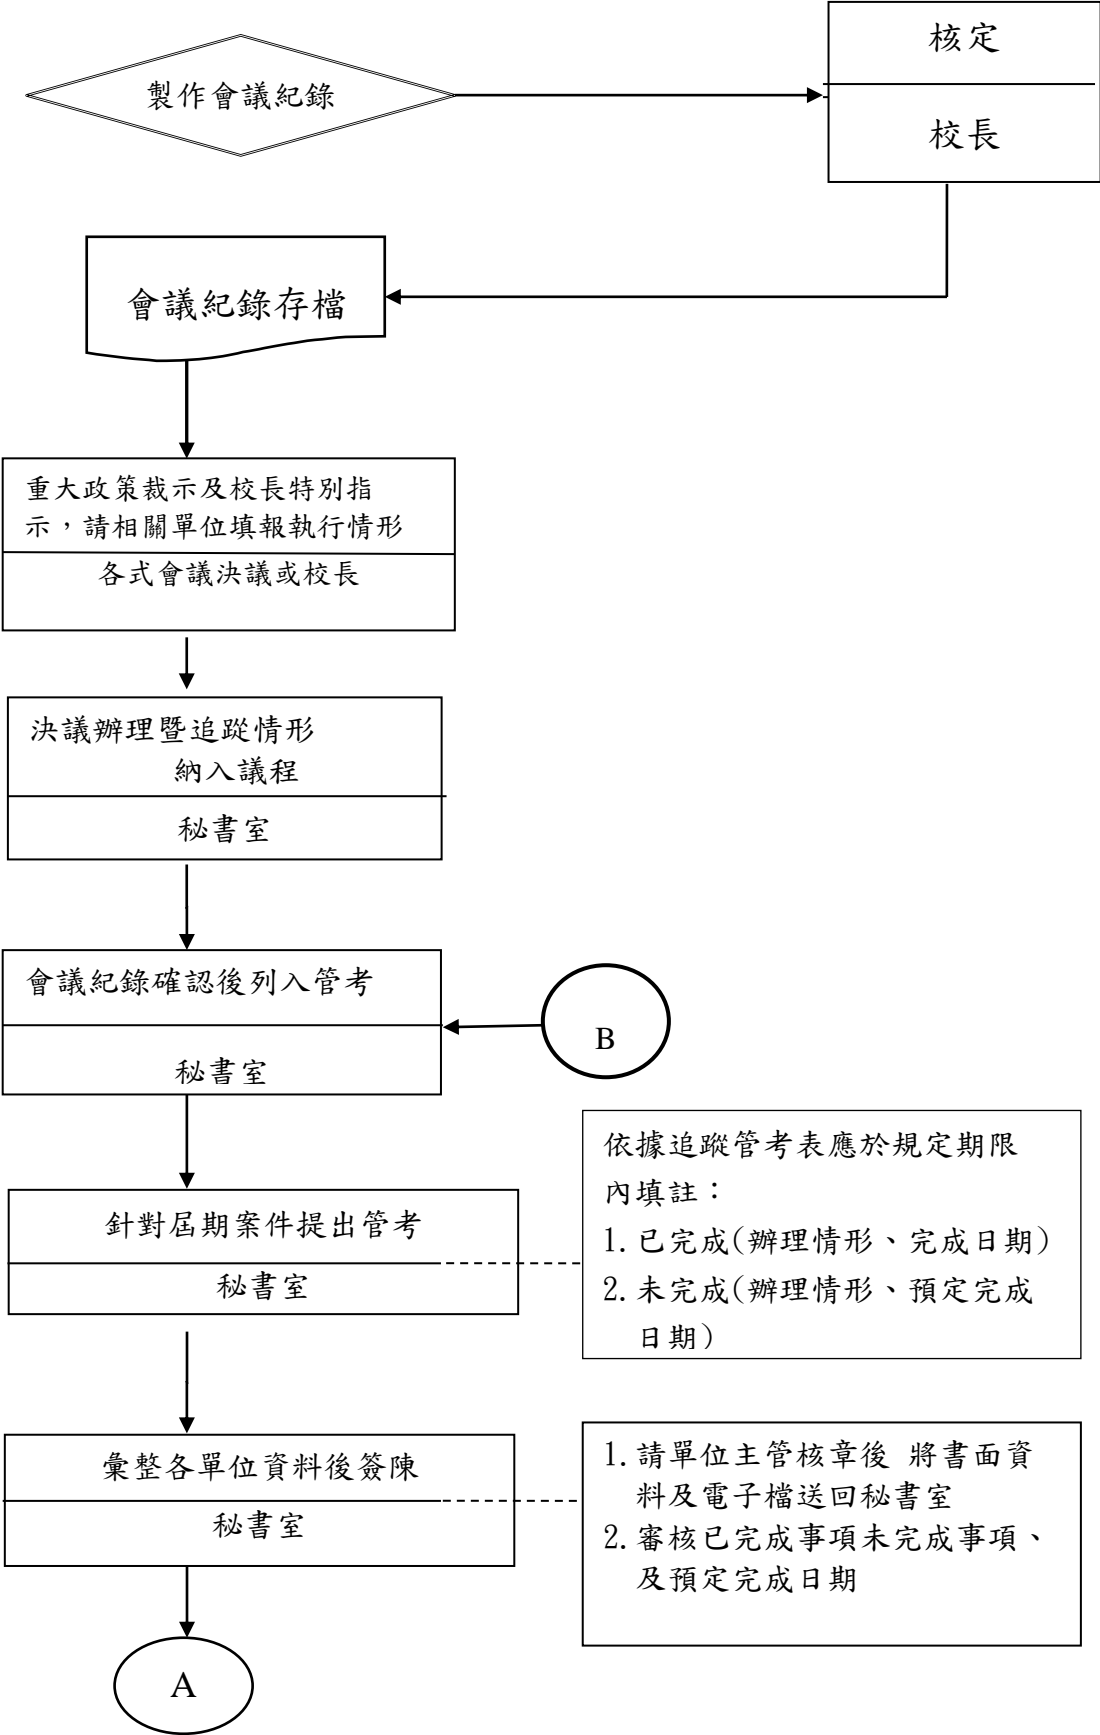 製作會議紀錄
核定
校長
會議紀錄存檔
重大政策裁示及校長特別指
示，請相關單位填報執行情形
各式會議決議或校長
決議辦理暨追蹤情形
納入議程
秘書室
會議紀錄確認後列入管考
秘書室
B
針對屆期案件提出管考
秘書室
依據追蹤管考表應於規定期限
內填註：
1.已完成(辦理情形、完成日期)
2.未完成(辦理情形、預定完成
日期)
彙整各單位資料後簽陳
秘書室
1.請單位主管核章後 將書面資
料及電子檔送回秘書室
2.審核已完成事項未完成事項、
及預定完成日期
A